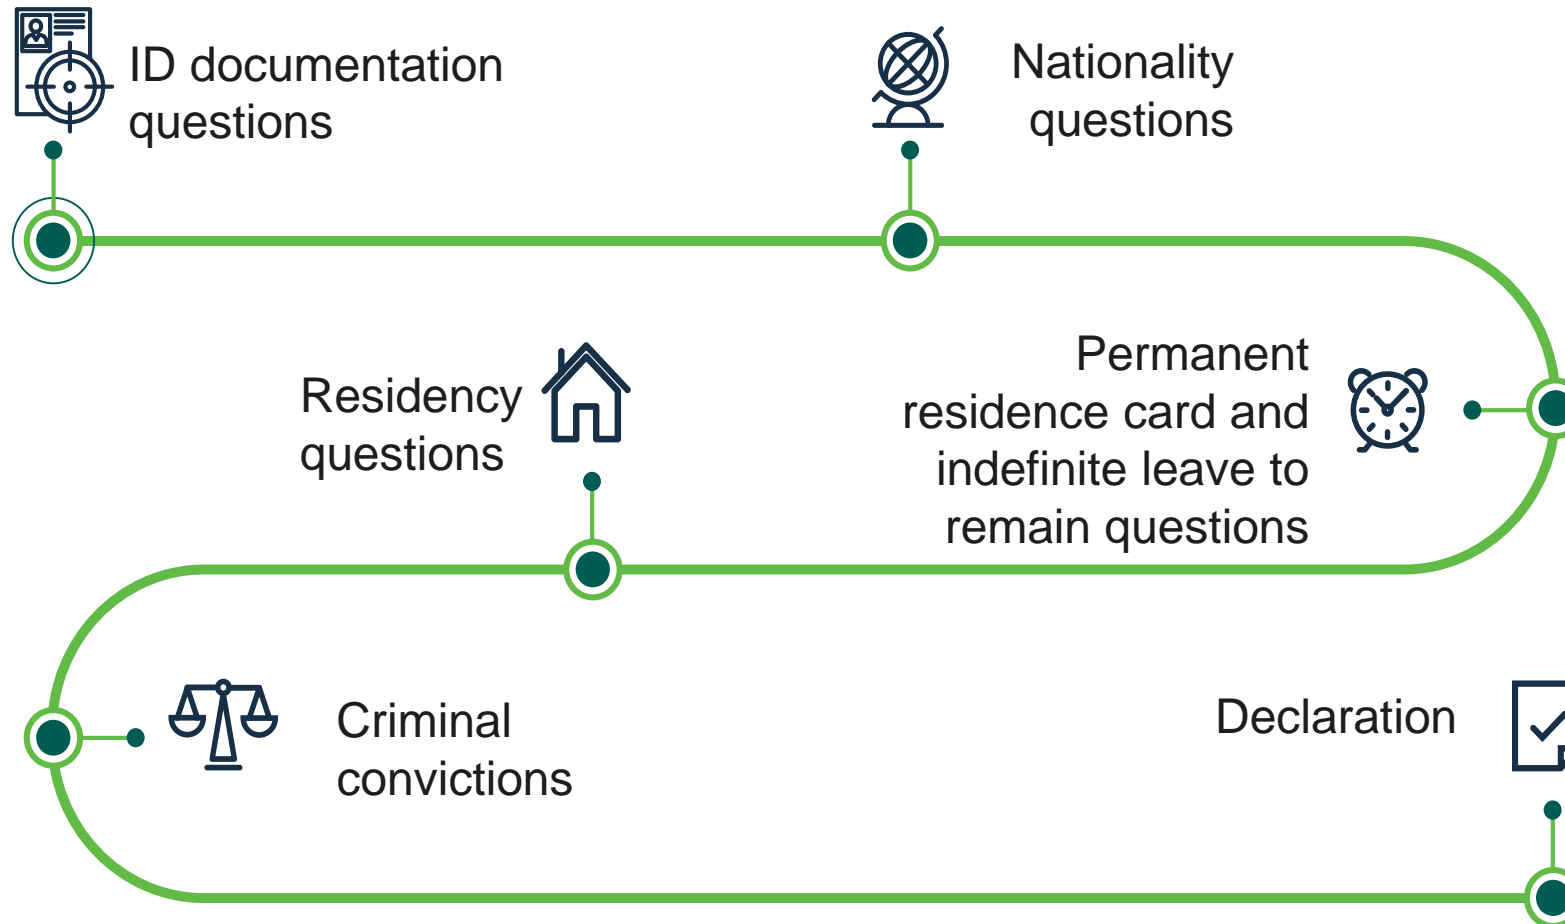 ID documentation
questions
Nationality
questions
Permanent
residence card and
indefinite leave to
remain questions
Residency
questions
Criminal
convictions
Declaration